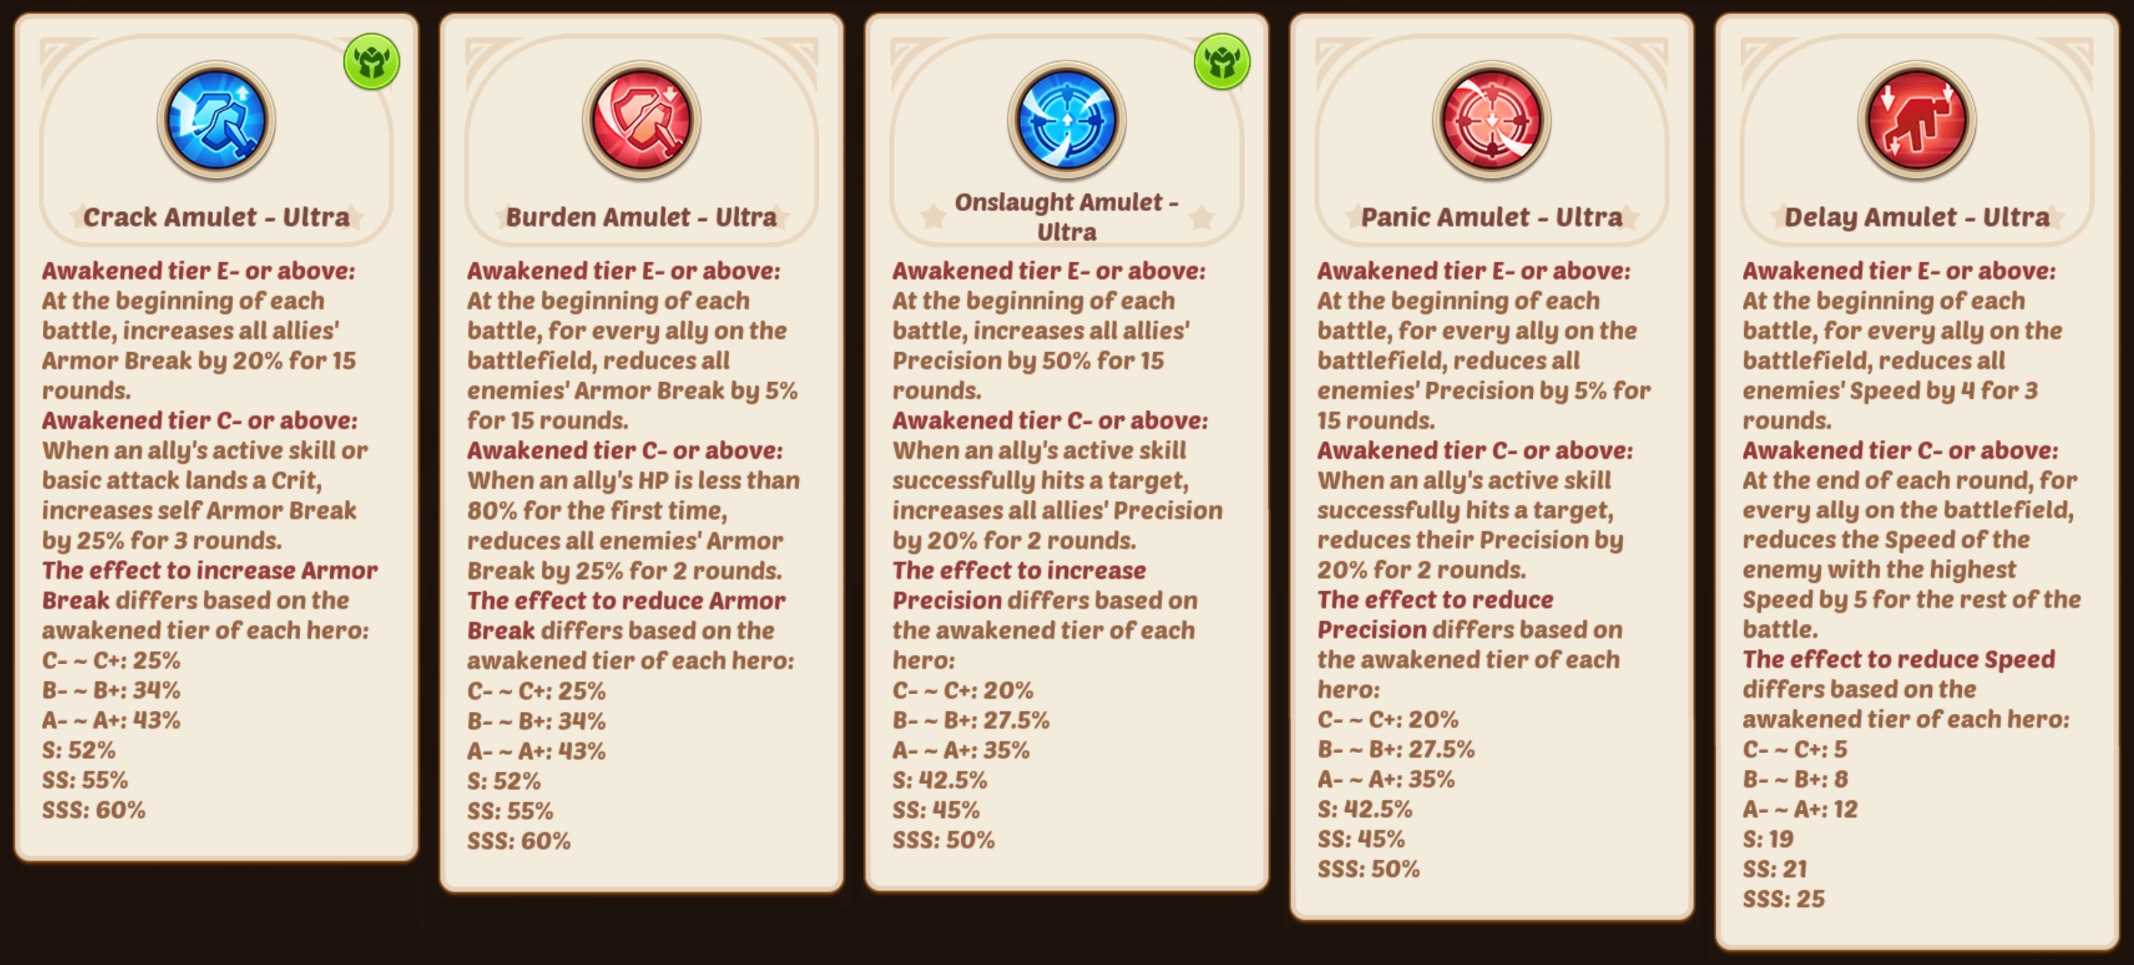 Crack Amulet - Ultra
Awakened tier E- or above:
At the beginning of each
battle, increases all allies'
Armor Break by 20% for 15
rounds.
Awakened tier C- or above:
When an ally's active skill or
basic attack lands a Crit,
increases self Armor Break
by 25% for 3 rounds.
The effect to increase Armor
Break differs based on the
awakened tier of each hero:
C- ~ C+: 25%
B- ~ B+: 34%
A- ~ A+: 43%
S: 52%
SS: 55%
SSS: 60%
Burden Amulet - Ultra
Awakened tier E- or above:
At the beginning of each
battle, for every ally on the
battlefield, reduces all
enemies' Armor Break by 5%
for 15 rounds.
Awakened tier C- or above:
When an ally's HP is less than
80% for the first time,
reduces all enemies' Armor
Break by 25% for 2 rounds.
The effect to reduce Armor
Break differs based on the
awakened tier of each hero:
C- ~ C+: 25%
B- ~ B+: 34%
A- ~ A+: 43%
S: 52%
SS: 55%
SSS: 60%
Onslaught Amulet -
Ultra
Awakened tier E- or above:
At the beginning of each
battle, increases all allies'
Precision by 50% for 15
rounds.
Awakened tier C- or above:
When an ally's active skill
successfully hits a target,
increases all allies' Precision
by 20% for 2 rounds.
The effect to increase
Precision differs based on
the awakened tier of each
hero:
C- ~ C+: 20%
B- ~ B+: 27.5%
A- ~ A+: 35%
S: 42.5%
SS: 45%
SSS: 50%
Panic Amulet - Ultra
Awakened tier E- or above:
At the beginning of each
battle, for every ally on the
battlefield, reduces all
enemies' Precision by 5% for
15 rounds.
Awakened tier C- or above:
When an ally's active skill
successfully hits a target,
reduces their Precision by
20% for 2 rounds.
The effect to reduce
Precision differs based on
the awakened tier of each
hero:
C- ~ C+: 20%
B- ~ B+: 27.5%
A- ~ A+: 35%
S: 42.5%
SS: 45%
SSS: 50%
Delay Amulet - Ultra
Awakened tier E- or above:
At the beginning of each
battle, for every ally on the
battlefield, reduces all
enemies' Speed by 4 for 3
rounds.
Awakened tier C- or above:
At the end of each round, for
every ally on the battlefield,
reduces the Speed of the
enemy with the highest
Speed by 5 for the rest of the
battle.
The effect to reduce Speed
differs based on the
awakened tier of each hero:
C- ~ C+: 5
B- ~ B+: 8
A- ~ A+: 12
S: 19
SS: 21
SSS: 25